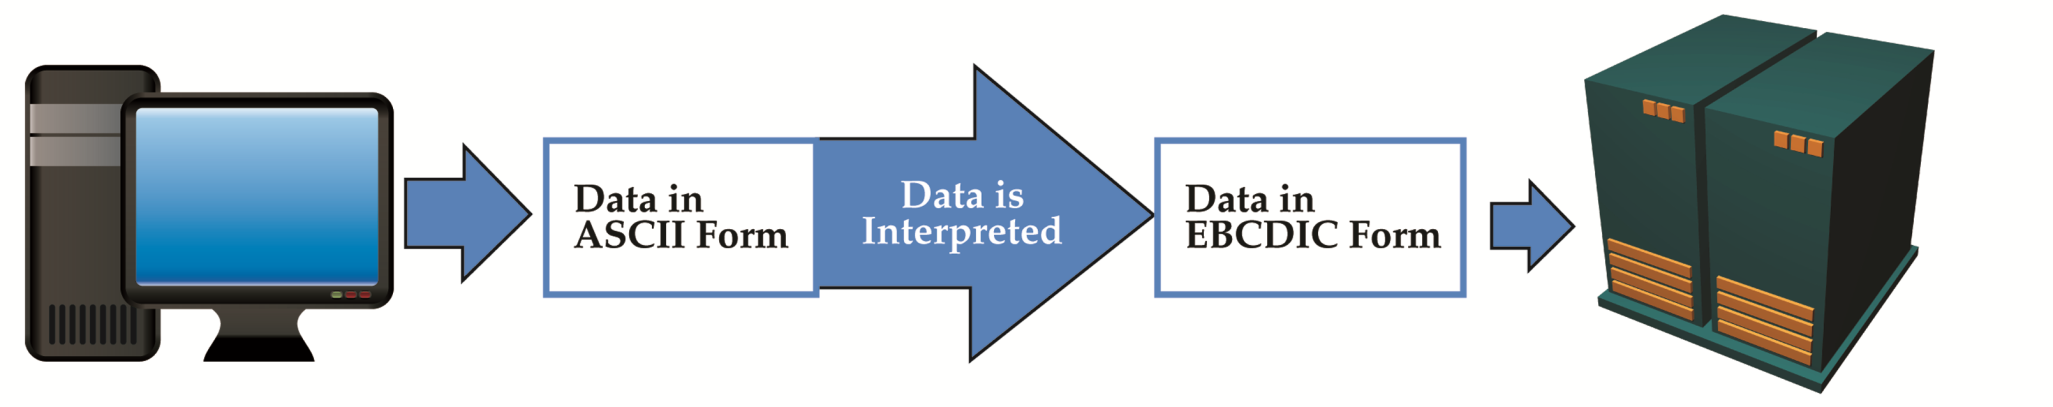 Data in
ASCII Form
Data is
Interpreted
Data in
EBCDIC Form